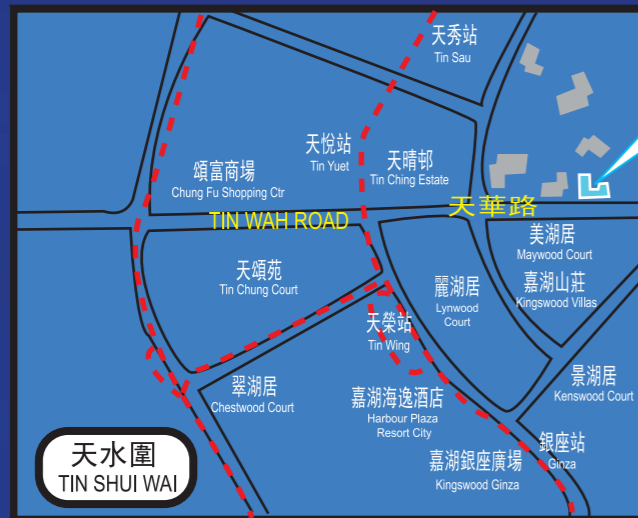 天秀站
Tin Sau
天悅站
Tin Yuet
天晴邨
Tin Ching Estate
頌富商場
Chung Fu Shopping Ctr
TIN WAH ROAD
天華路
美湖居
Maywood Court
天頌苑
Tin Chung Court
麗湖居
Lynwood
Court
嘉湖山莊
Kingswood Villas
天榮站
Tin Wing
翠湖居
Chestwood Court
嘉湖海逸酒店
Harbour Plaza
Resort City
景湖居
Kenswood Court
嘉湖銀座廣場
Kingswood Ginza
銀座站
Ginza
天水圍
TIN SHUI WAI